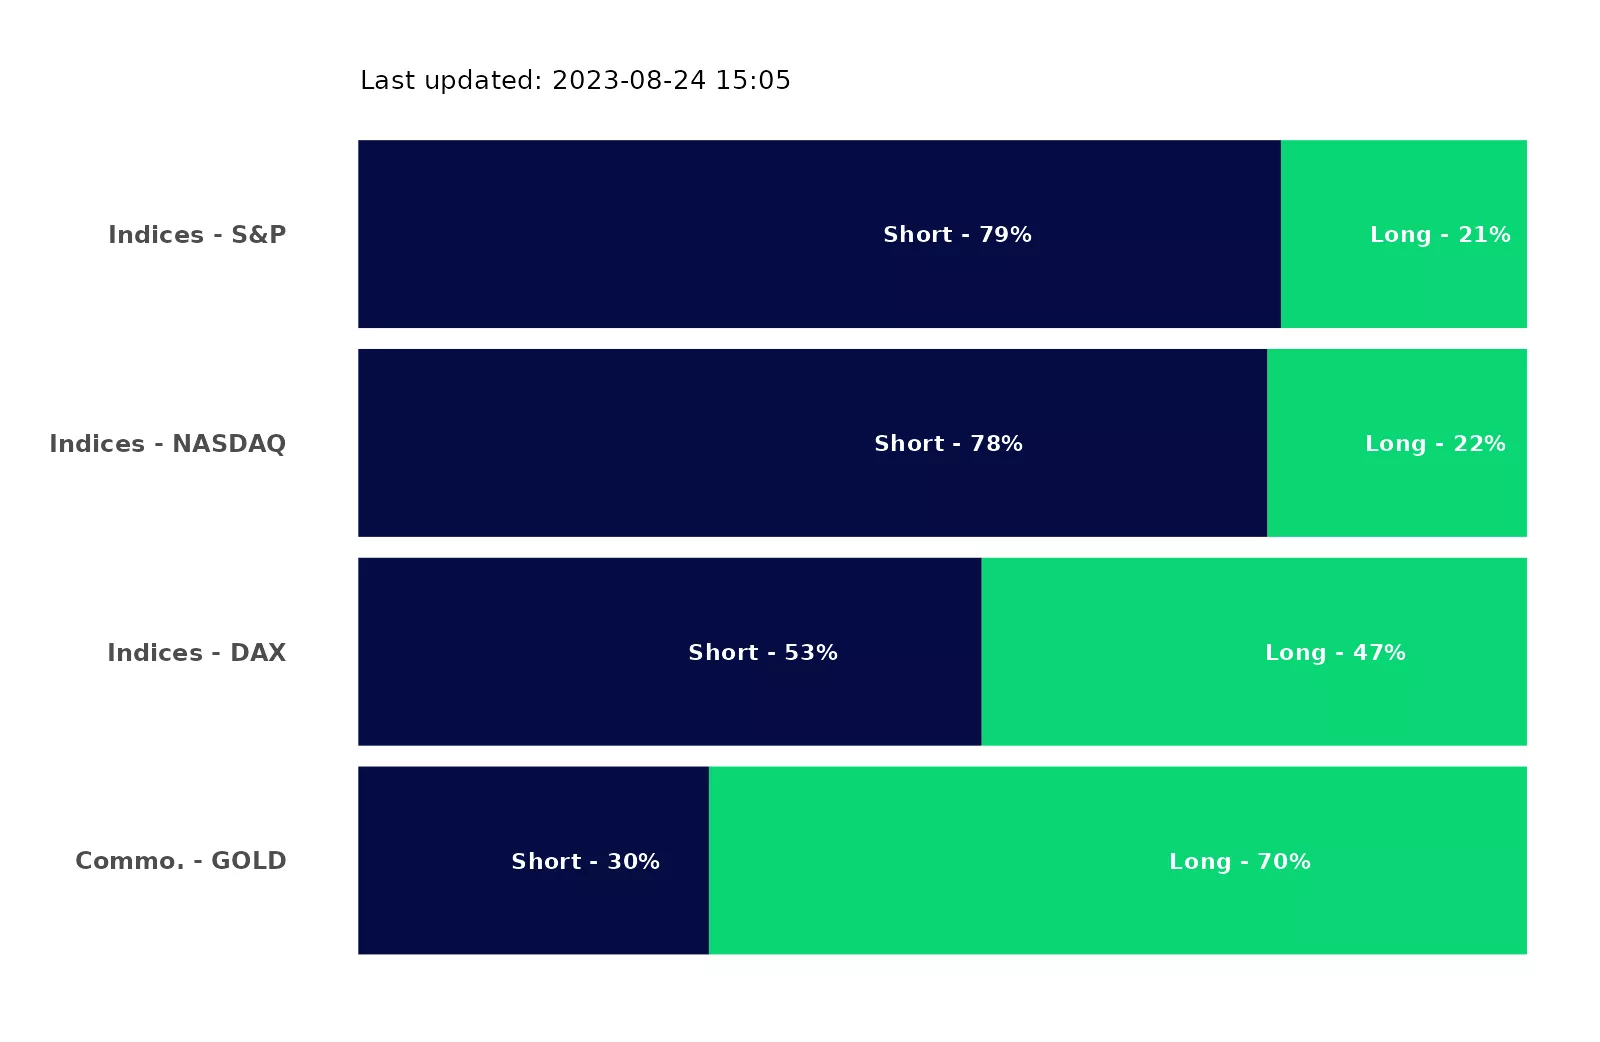 Last updated: 2023-08-24 15:05
Indices - S&P
Short - 79%
Long - 21%
Indices - NASDAQ
Short - 78%
Long - 22%
Indices - DAX
Short - 53%
Long - 47%
Commo. - GOLD
Short - 30%
Long - 70%